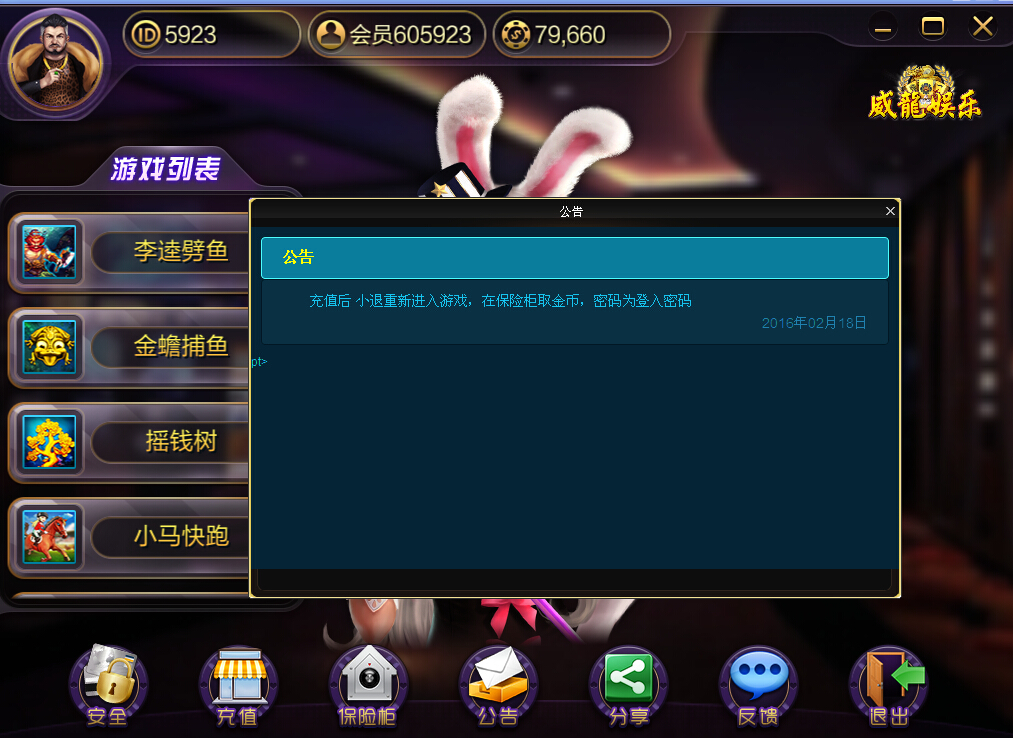 ID 5923
会员605923
79,660
威龍娱乐
游戏列表
李逵劈鱼
金蟾捕鱼
摇钱树
小马快跑
公告
公告
充值后 小退重新进入游戏，在保险柜取金币，密码为登入密码
2016年02月18日
pt>
安全
充值
保险柜
公告
分享
反馈
退出